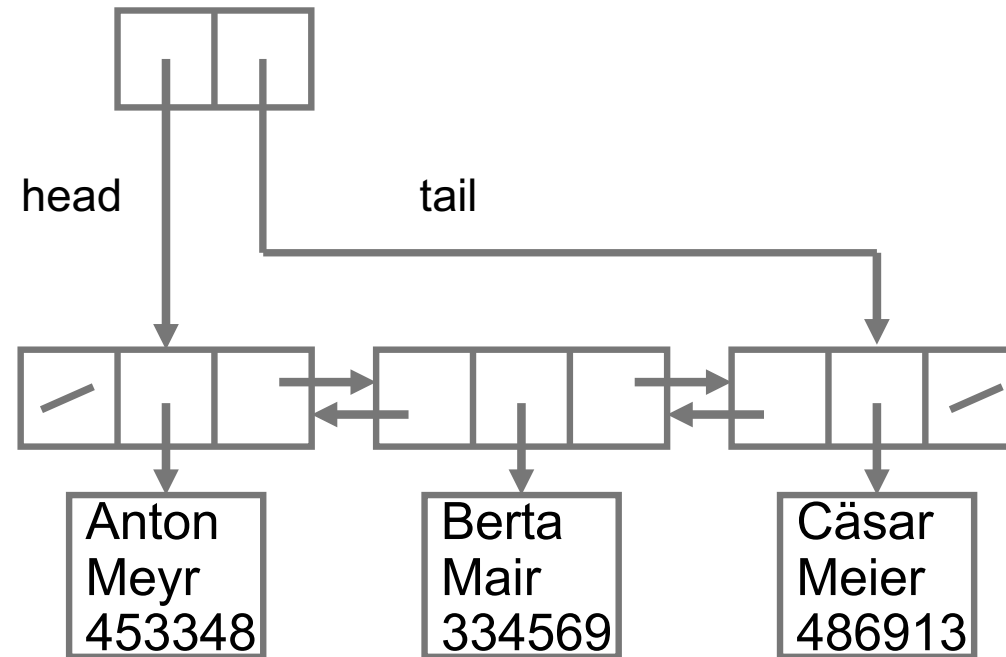 head
tail
Anton
Meyr
453348
Berta
Mair
334569
Cäsar
Meier
486913